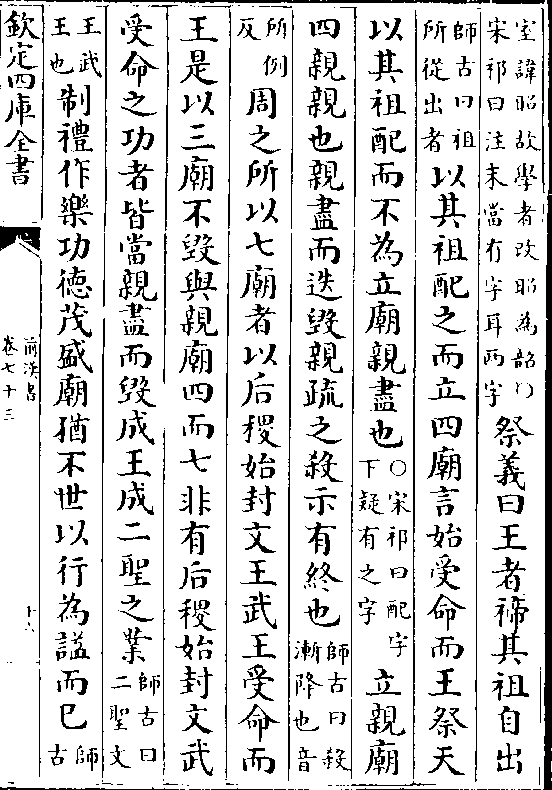 室諱昭故學者改昭為韶宋祁曰注末當有字耳兩字祭義曰王者禘其祖自出
師古曰祖所從出者以其祖配之而立四廟言始受命而王祭天
以其祖配而不為立廟親盡也○宋祁曰配字下疑有之字立親廟
四親親也親盡而迭毀親疏之殺示有終也師古曰殺漸降也音
所例反周之所以七廟者以后稷始封文王武王受命而
王是以三廟不毀與親廟四而七非有后稷始封文武
受命之功者皆當親盡而毀成王成二聖之業師古曰二聖文
王武王也制禮作樂功德茂盛廟猶不世以行為諡而已師古
欽定四庫全書
前漢書
卷七十三
十六